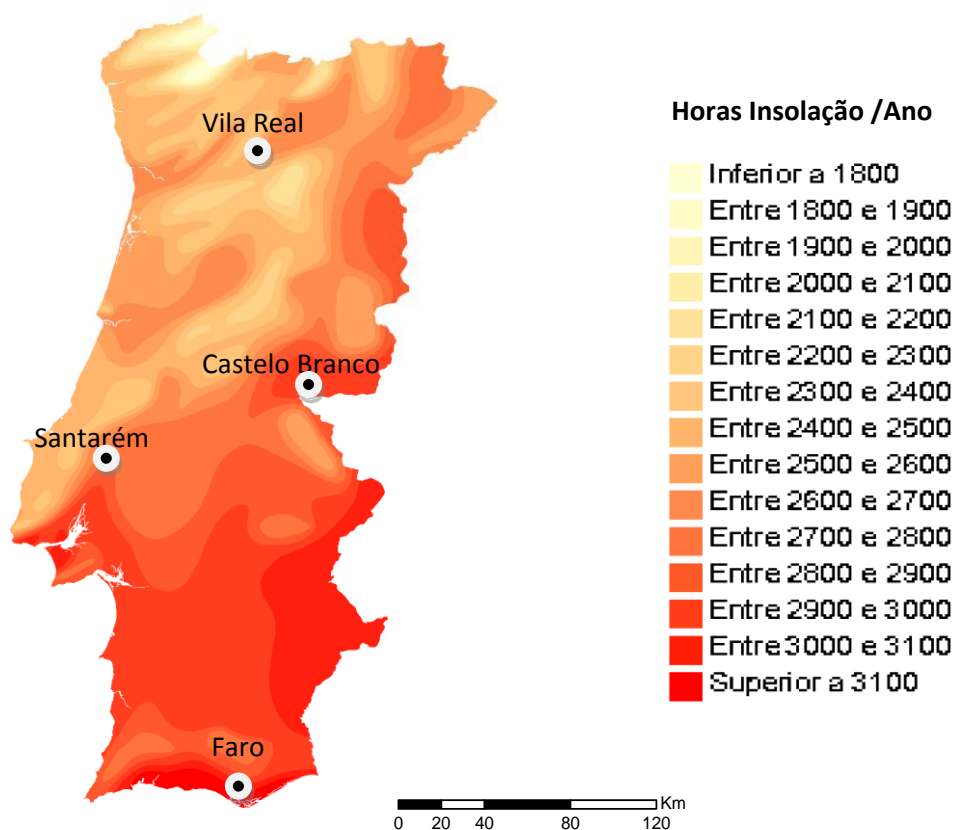 Vila Real
Castelo Branco
Santarém
Faro
Horas Insolação /Ano
Inferior a 1800
Entre 1800 e 1900
Entre 1900 e 2000
Entre 2000 e 2100
Entre 2100 e 2200
Entre 2200 e 2300
Entre 2300 e 2400
Entre 2400 e 2500
Entre 2500 e 2600
Entre 2600 e 2700
Entre 2700 e 2800
Entre 2800 e 2900
Entre 2900 e 3000
Entre 3000 e 3100
Superior a 3100
Km
0 20 40 80 120